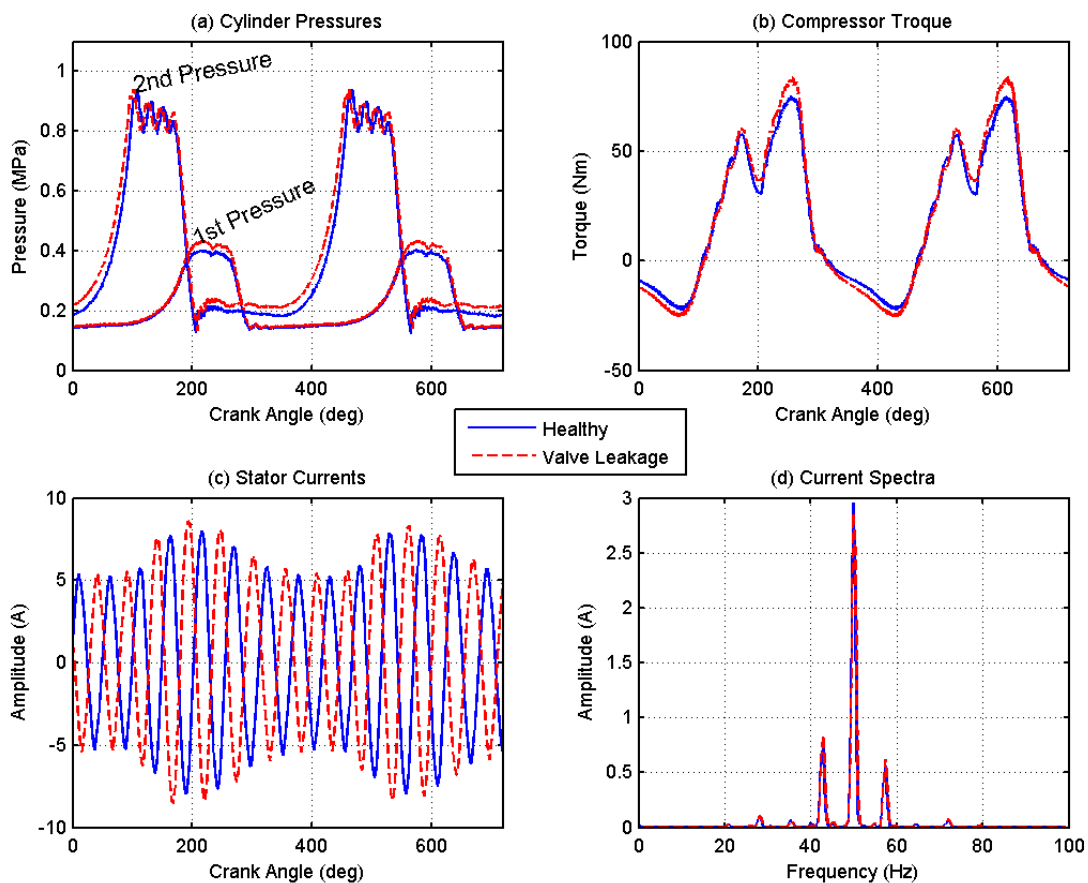 (a) Cylinder Pressures
(b) Compressor Troque
Pressure (MPa)
1
0.8
0.6
0.4
0.2
0
2nd Pressure
1st Pressure
0
200
400
600
Crank Angle (deg)
Torque (Nm)
100
50
0
-50
0
200
400
600
Crank Angle (deg)
Healthy
Valve Leakage
(c) Stator Currents
(d) Current Spectra
Amplitude (A)
10
5
0
-5
-10
0
200
400
600
Crank Angle (deg)
Amplitude (A)
3
2.5
2
1.5
1
0.5
0
0
20
40
60
80
100
Frequency (Hz)